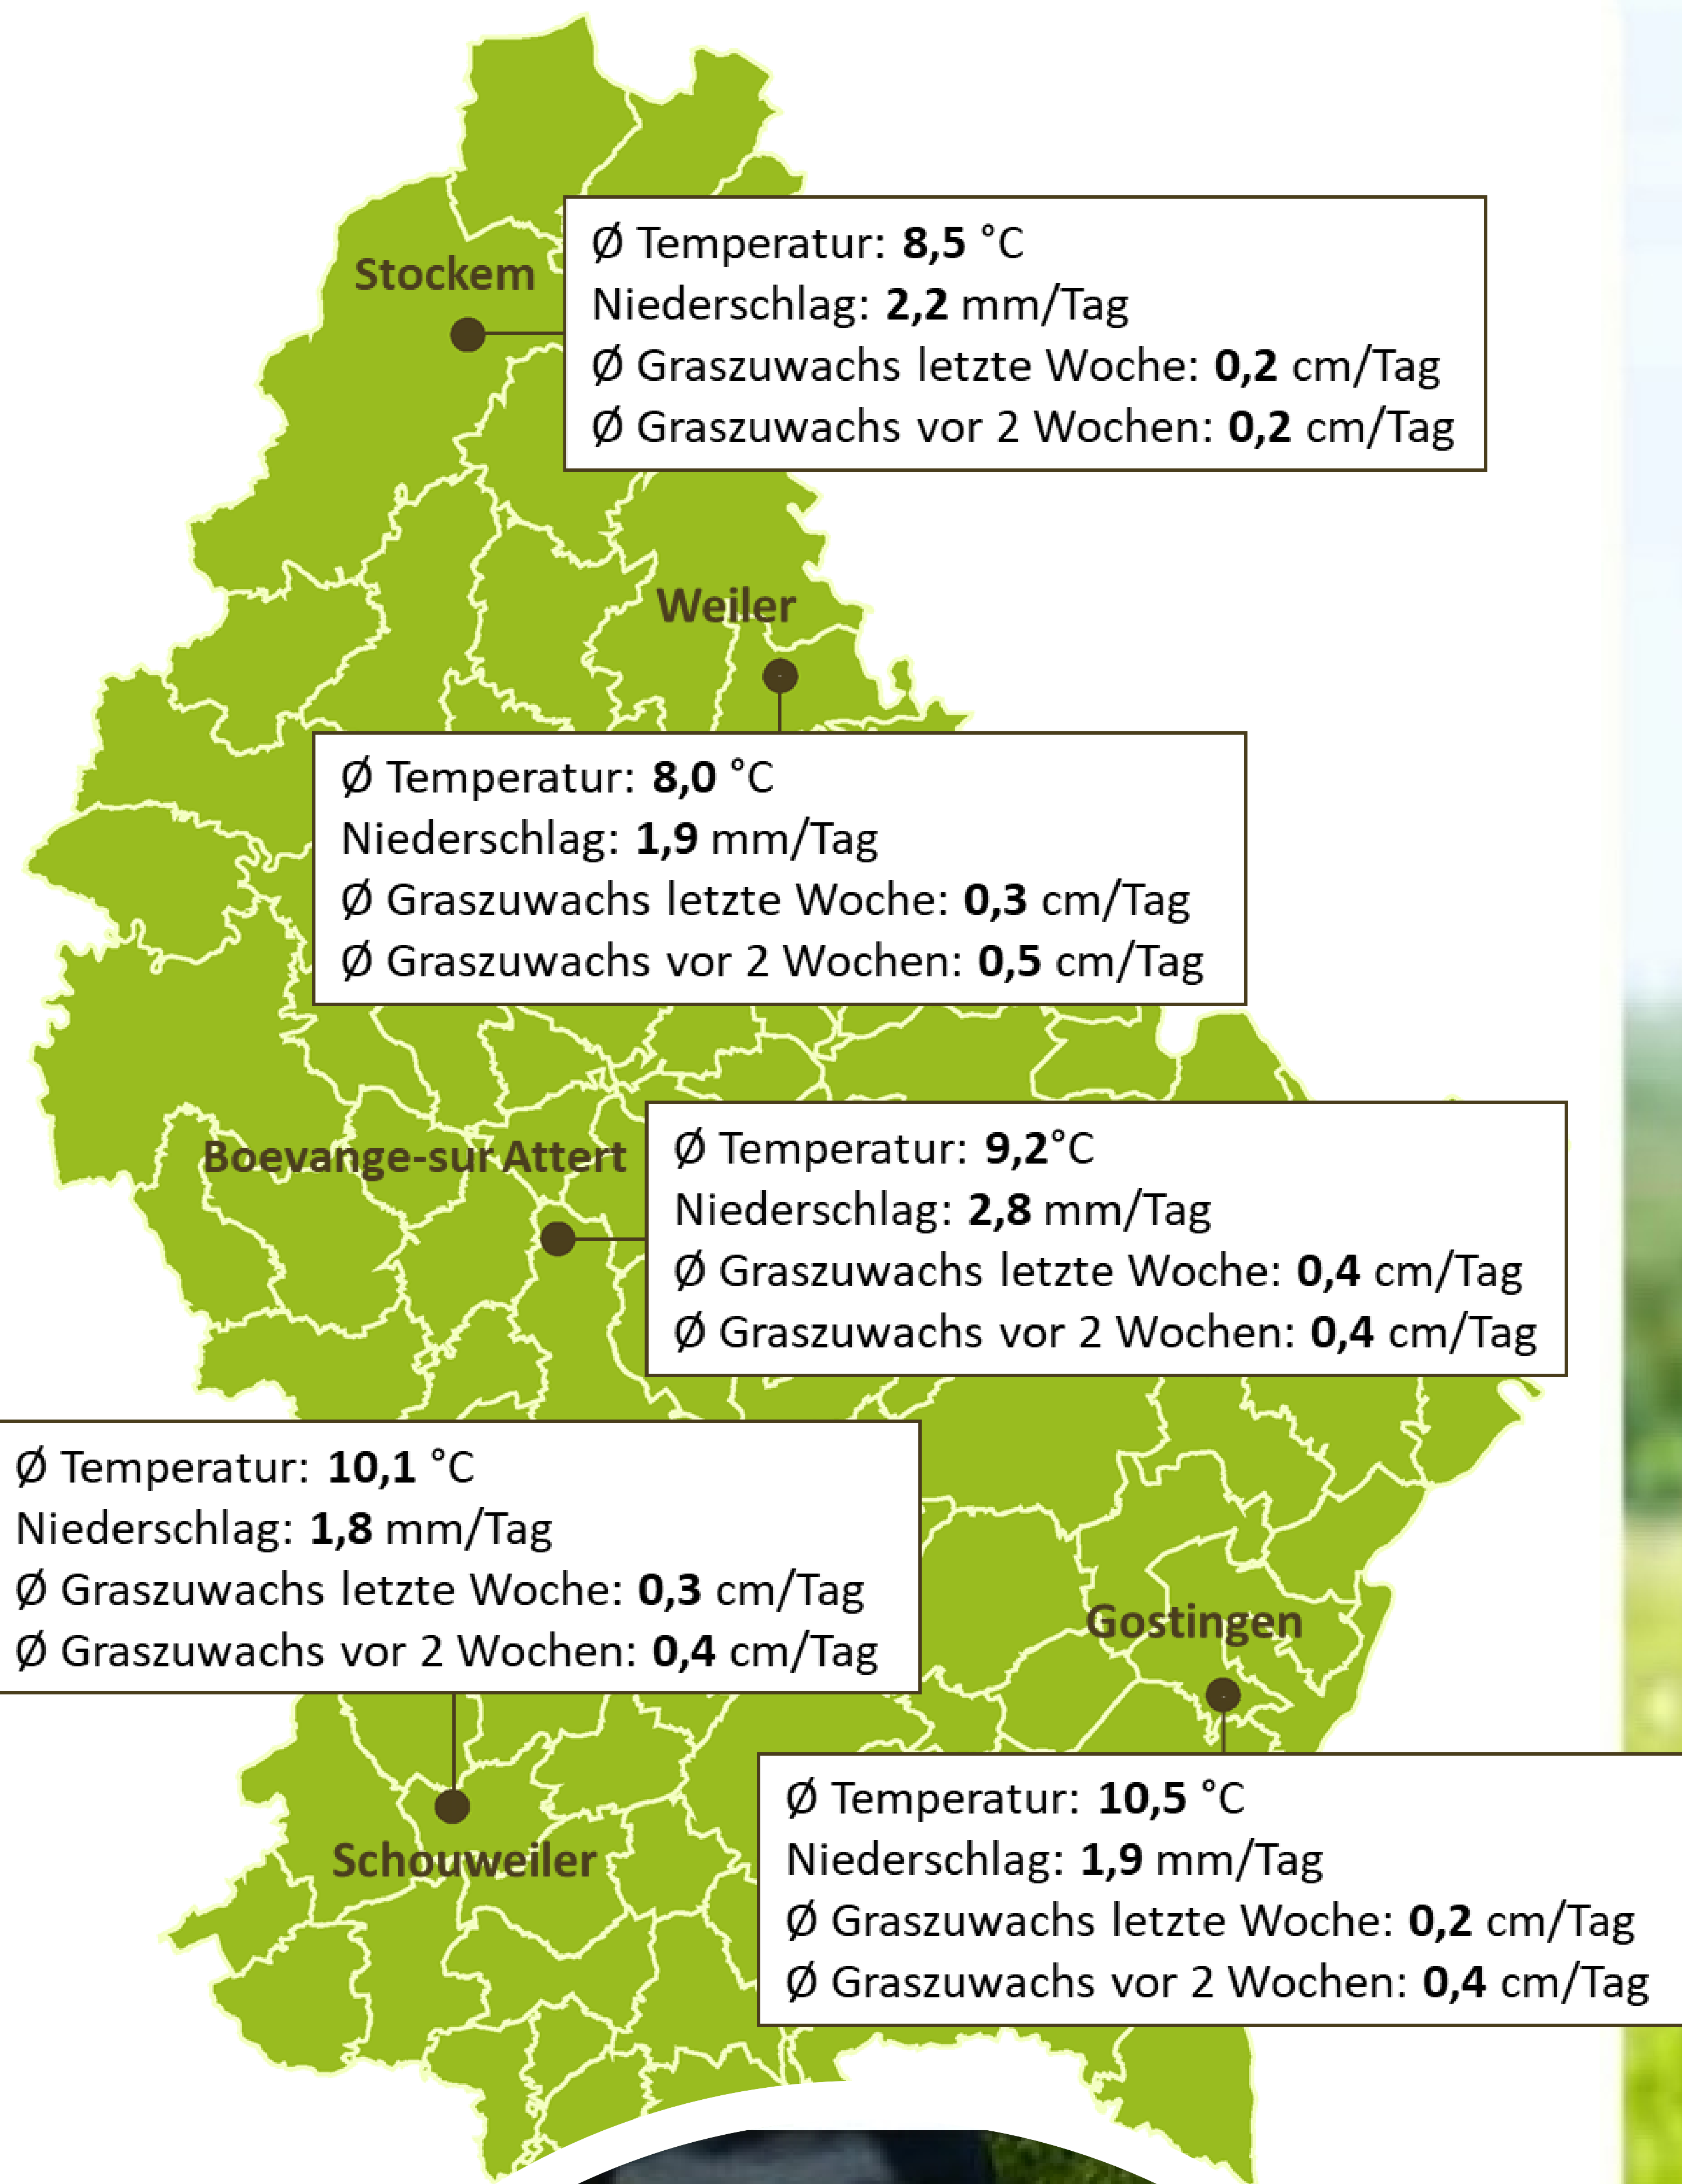 Stockem
Ø Temperatur: 8,5 °C
Niederschlag: 2,2 mm/Tag
Ø Graszuwachs letzte Woche: 0,2 cm/Tag
Ø Graszuwachs vor 2 Wochen: 0,2 cm/Tag
Weiler
Ø Temperatur: 8,0 °C
Niederschlag: 1,9 mm/Tag
Ø Graszuwachs letzte Woche: 0,3 cm/Tag
Ø Graszuwachs vor 2 Wochen: 0,5 cm/Tag
Boevange-sur Attert
Ø Temperatur: 9,2°C
Niederschlag: 2,8 mm/Tag
Ø Graszuwachs letzte Woche: 0,4 cm/Tag
Ø Graszuwachs vor 2 Wochen: 0,4 cm/Tag
Ø Temperatur: 10,1 °C
Niederschlag: 1,8 mm/Tag
Ø Graszuwachs letzte Woche: 0,3 cm/Tag
Ø Graszuwachs vor 2 Wochen: 0,4 cm/Tag
Schouweiler
Gostingen
Ø Temperatur: 10,5 °C
Niederschlag: 1,9 mm/Tag
Ø Graszuwachs letzte Woche: 0,2 cm/Tag
Ø Graszuwachs vor 2 Wochen: 0,4 cm/Tag